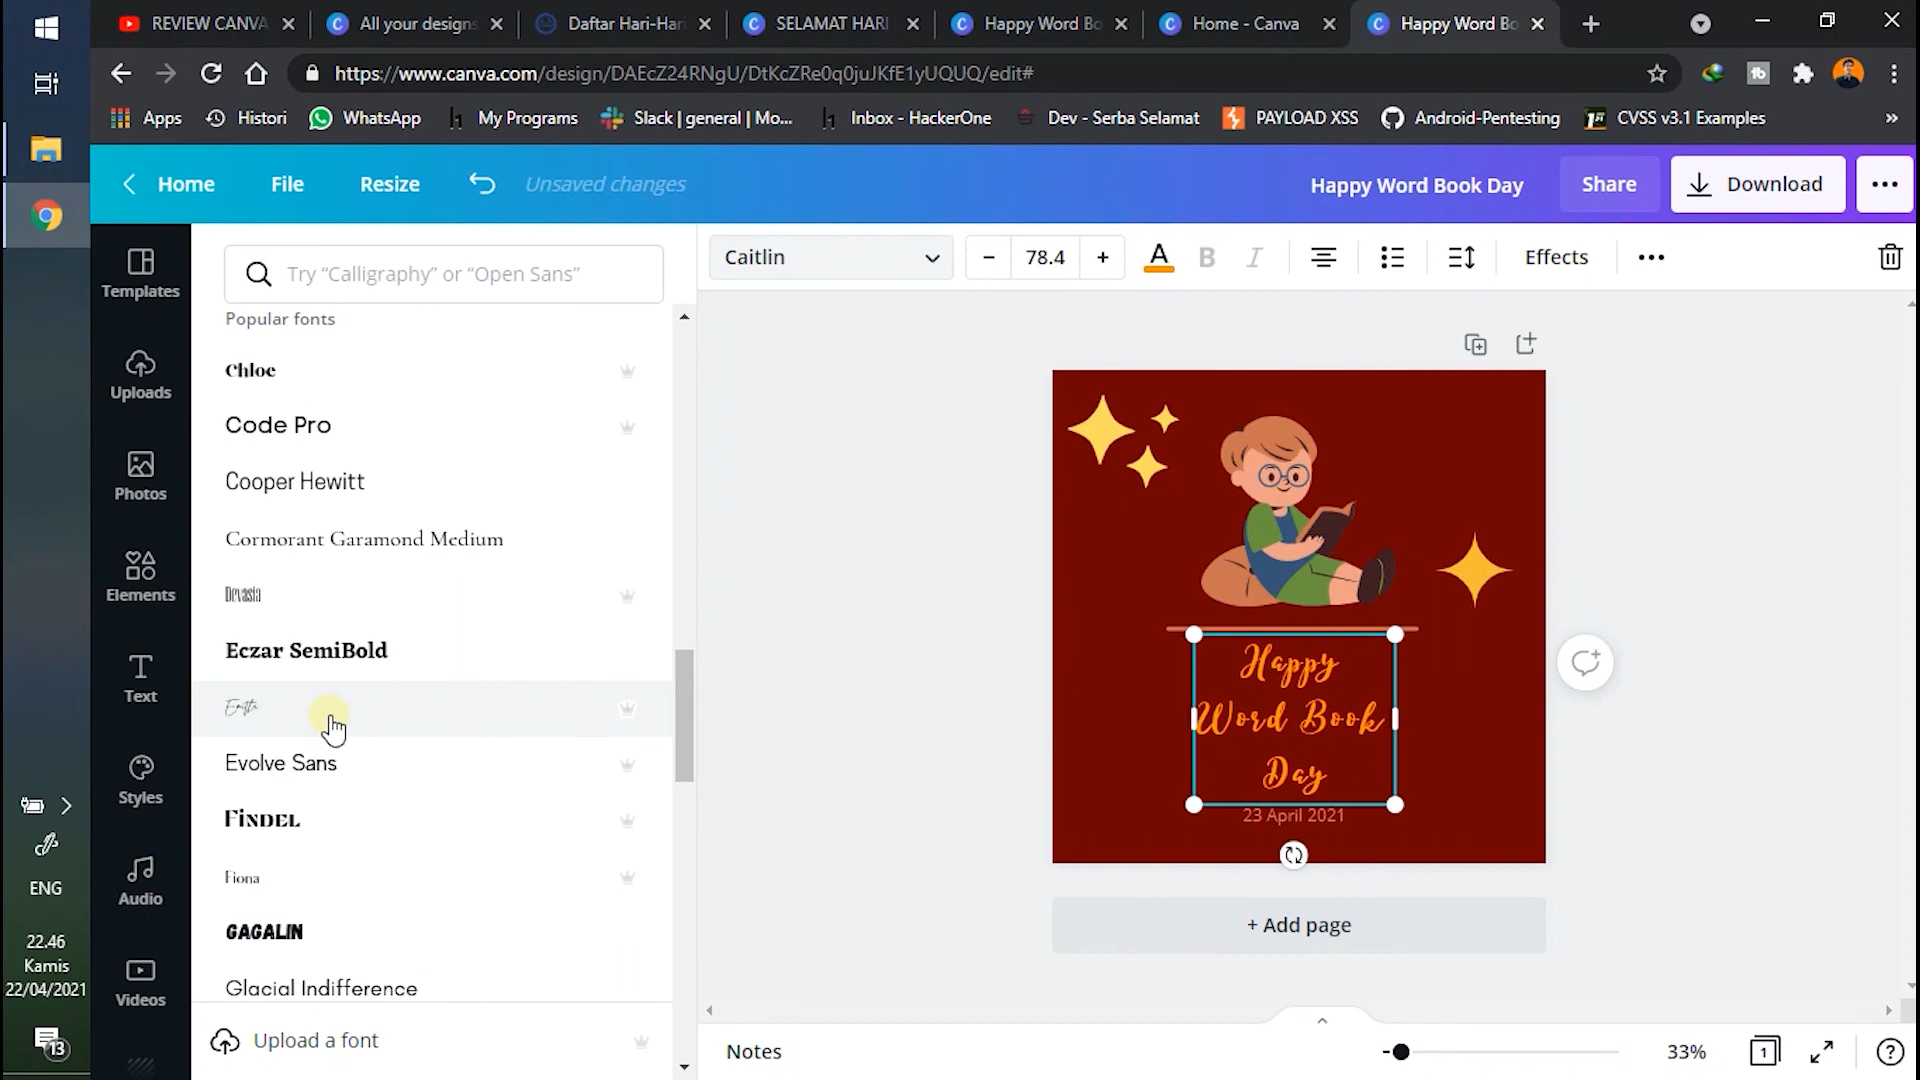 REVIEW CANVA
All your designs
Daftar Hari-Hari
SELAMAT HARI
Happy Word Bo
Home - Canva
Happy Word Bo
https://www.canva.com/design/DAEcZ24RNgU/DtKcZRe0q0juJKfE1yUQUQ/edit#
Apps
Histori
WhatsApp
My Programs
Slack | general | Mo...
Inbox - HackerOne
Dev - Serba Selamat
PAYLOAD XSS
Android-Pentesting
CVSS v3.1 Examples
»
Home
File
Resize
Unsaved changes
Happy Word Book Day
Share
Download
Templates
Uploads
Photos
Elements
Text
Styles
Audio
Videos
Try “Calligraphy” or “Open Sans”
Popular fonts
Chloe
Code Pro
Cooper Hewitt
Cormorant Garamond Medium
Devasia
Eczar SemiBold
Evolve Sans
FINDEL
Fiona
GAGALIN
Glacial Indifference
Upload a font
Caitlin
- 78.4 +
A B I
Effects
Happy
Word Book
Day
23 April 2021
+ Add page
Notes
33%
1
ENG
22.46
Kamis
22/04/2021
13